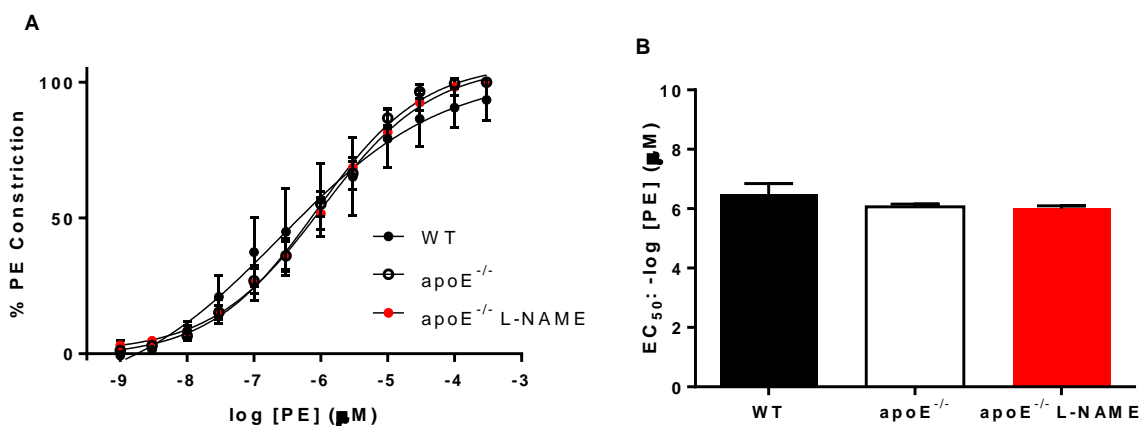 A
100
50
0
% PE Constriction
WT
apoE-/-
apoE-/- L-NAME
-9 -8 -7 -6 -5 -4 -3
log [PE] (μM)
B
10
8
6
4
2
0
EC50: -log [PE] (μM)
WT apoE-/- apoE-/- L-NAME